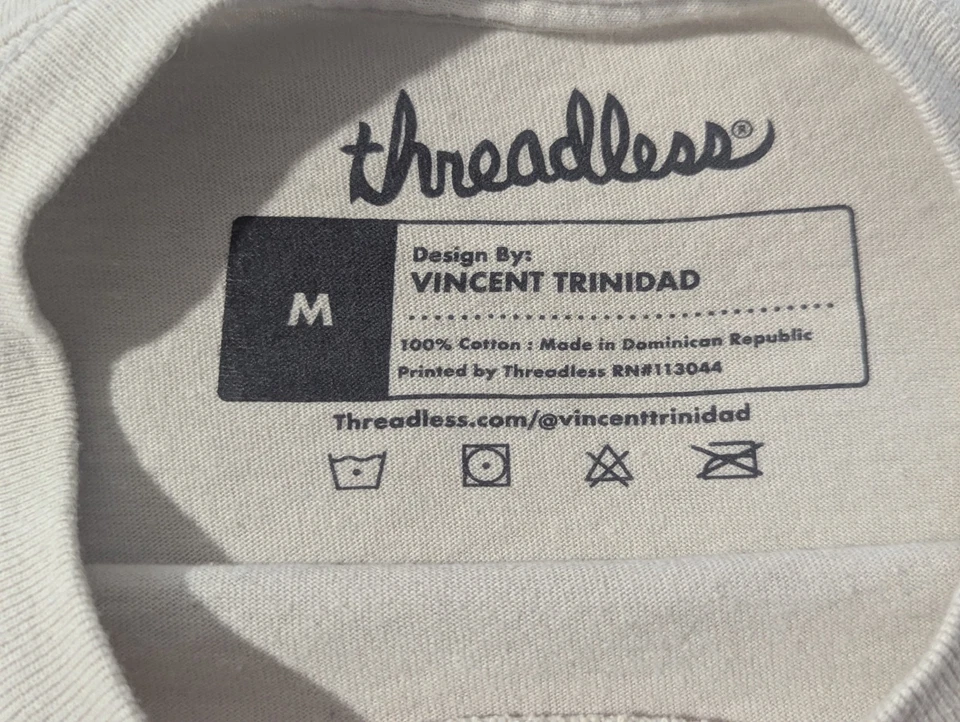 threadless®
M
Design By:
VINCENT TRINIDAD
100% Cotton : Made in Dominican Republic
Printed by Threadless RN#113044
Threadless.com/@vincenttrinidad